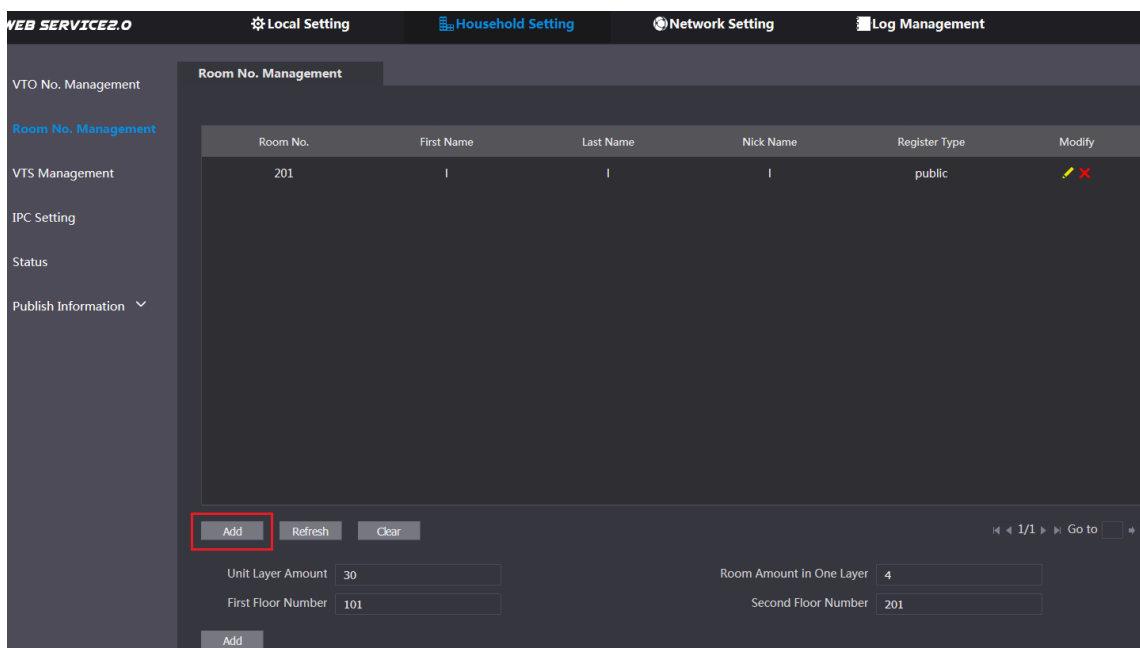 WEB SERVICE2.0 Local Setting Household Setting Network Setting Log Management
VTO No. Management
Room No. Management
VTS Management
IPC Setting
Status
Publish Information
Room No. Management
Room No. First Name Last Name Nick Name Register Type Modify
201 l l l public
Add Refresh Clear 1/1 Go to
Unit Layer Amount 30 Room Amount in One Layer 4
First Floor Number 101 Second Floor Number 201
Add